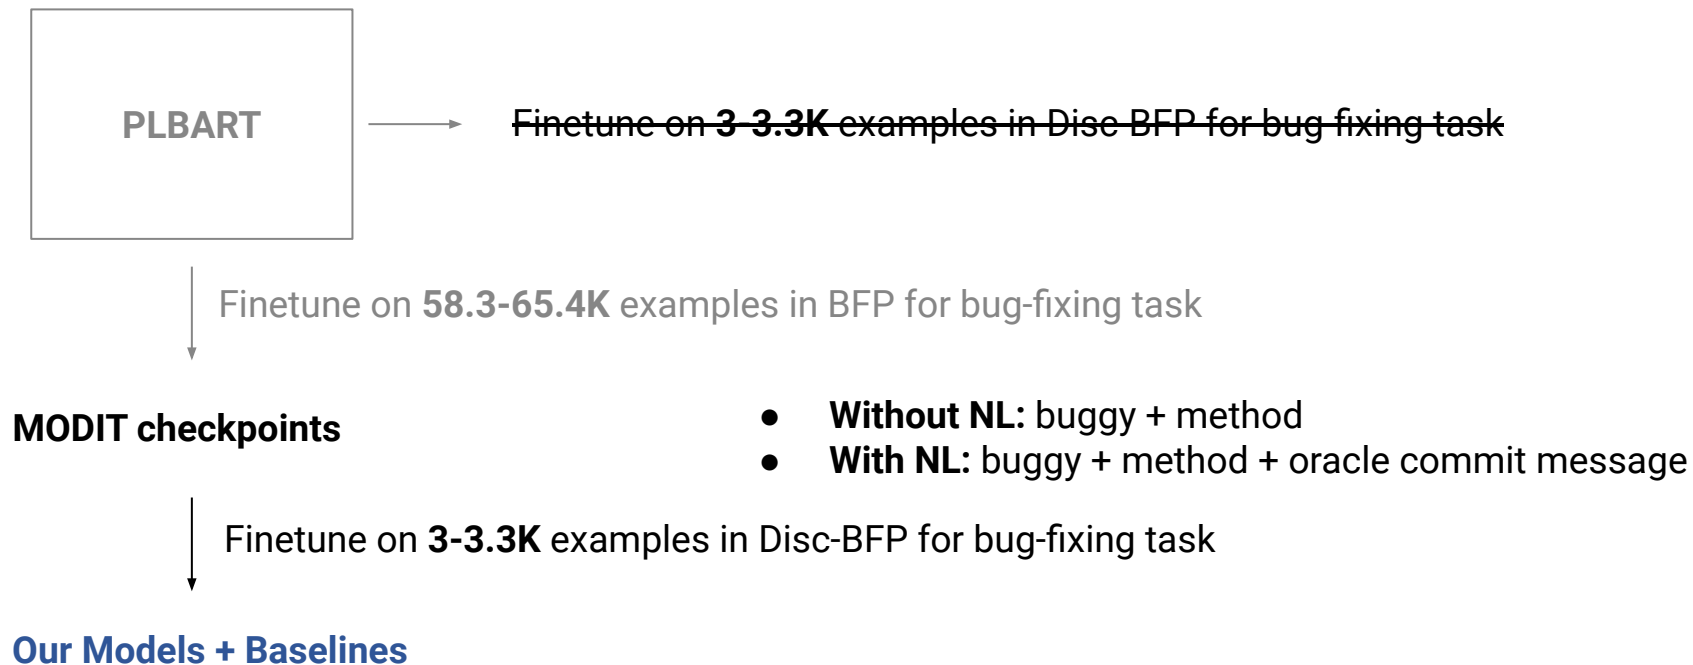 PLBART
Finetune on 3-3.3K examples in Disc-BFP for bug fixing task
Finetune on 58.3-65.4K examples in BFP for bug-fixing task
MODIT checkpoints
● Without NL: buggy + method
● With NL: buggy + method + oracle commit message
Finetune on 3-3.3K examples in Disc-BFP for bug-fixing task
Our Models + Baselines